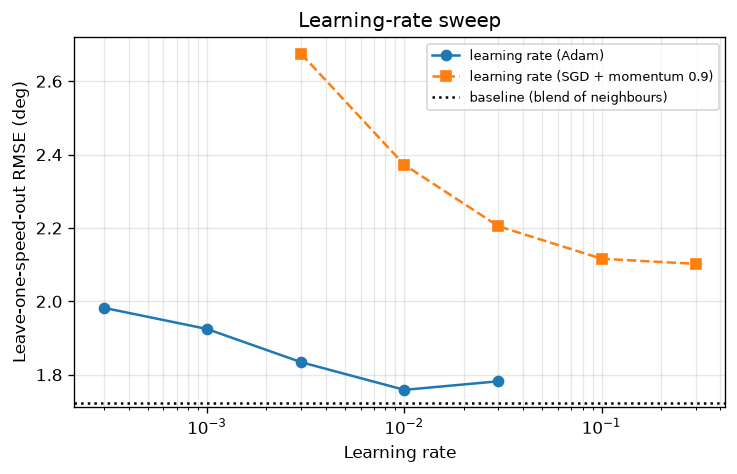 Learning-rate sweep
learning rate (Adam)
learning rate (SGD + momentum 0.9)
baseline (blend of neighbours)
Leave-one-speed-out RMSE (deg)
2.6
2.4
2.2
2.0
1.8
10⁻³
10⁻²
10⁻¹
Learning rate